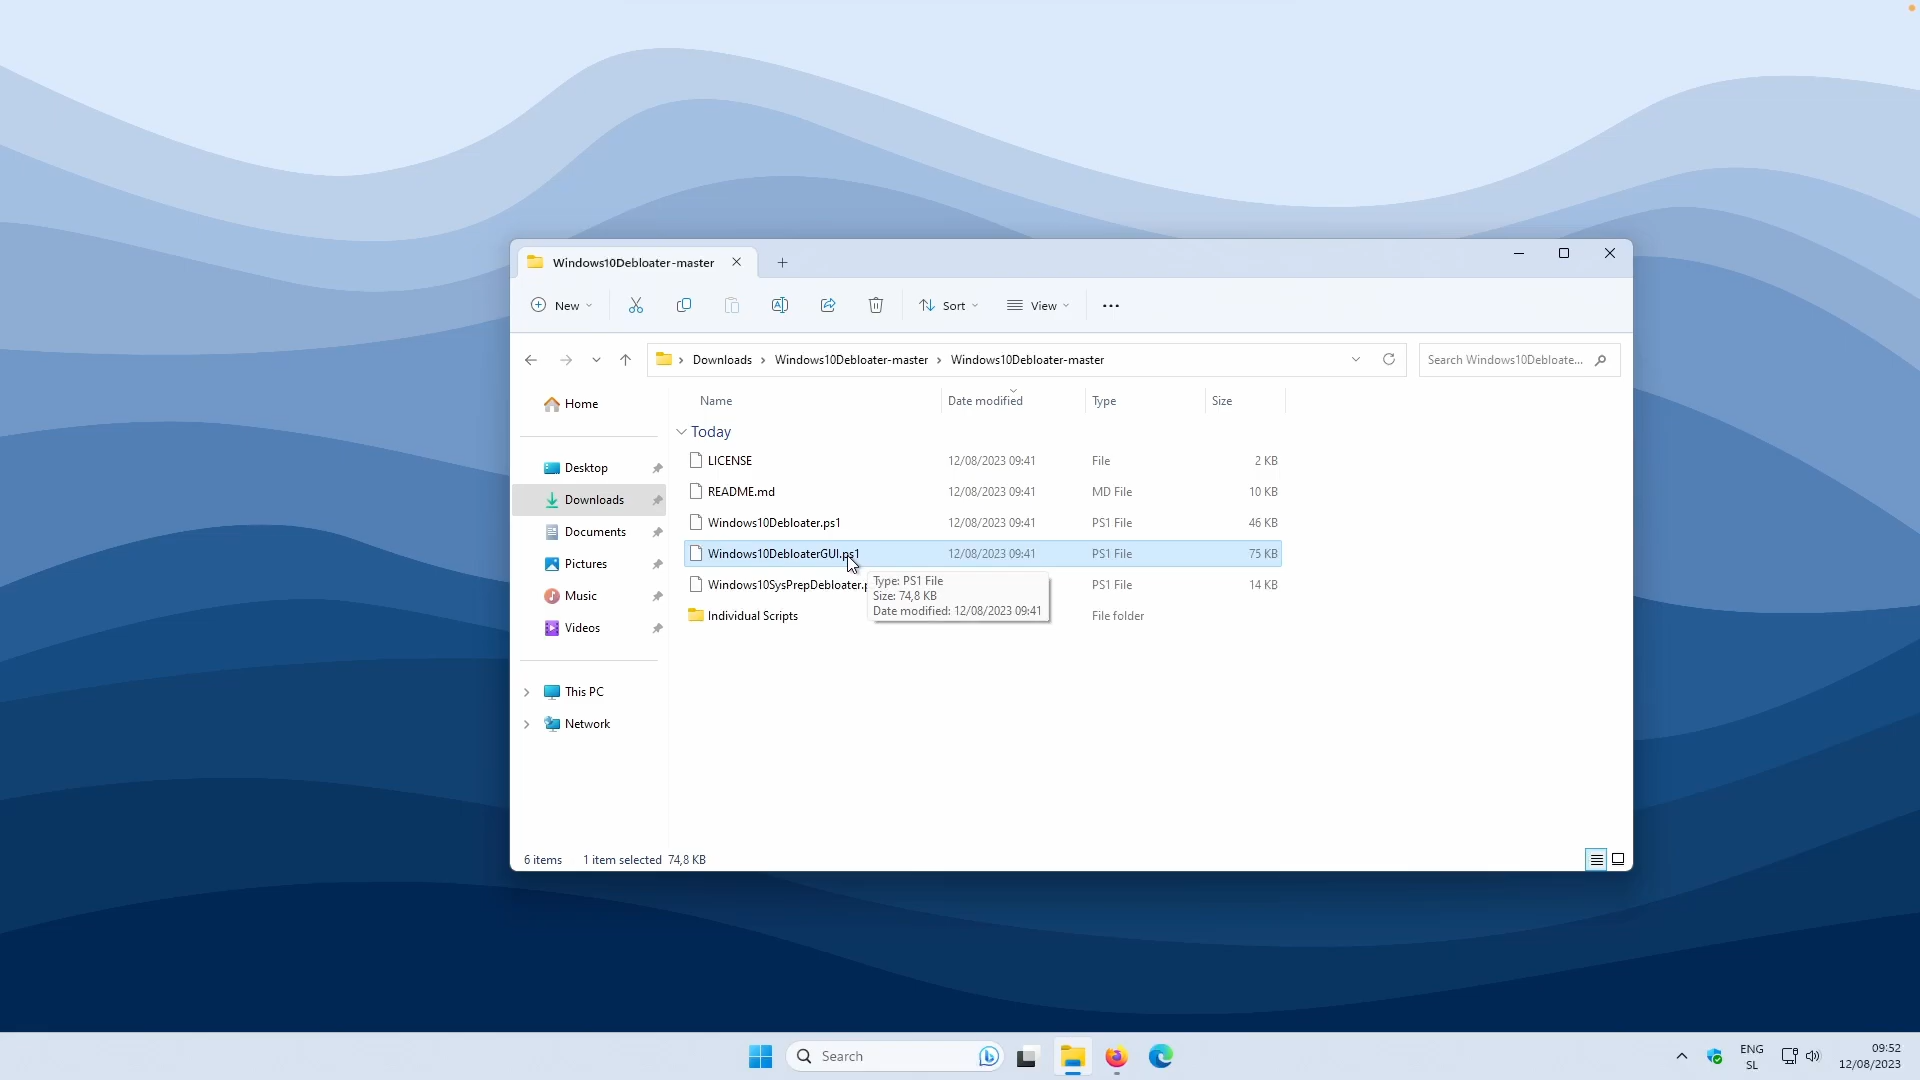 Windows10Debloater-master
New
Sort
View
Downloads
Windows10Debloater-master
Windows10Debloater-master
Search Windows10Debloate...
Home
Desktop
Downloads
Documents
Pictures
Music
Videos
This PC
Network
Name Date modified Type Size
Today
LICENSE 12/08/2023 09:41 File 2 KB
README.md 12/08/2023 09:41 MD File 10 KB
Windows10Debloater.ps1 12/08/2023 09:41 PS1 File 46 KB
Windows10DebloaterGUI.ps1 12/08/2023 09:41 PS1 File 75 KB
Windows10SysPrepDebloater.p PS1 File 14 KB
Individual Scripts File folder
Type: PS1 File
Size: 74,8 KB
Date modified: 12/08/2023 09:41
6 items 1 item selected 74,8 KB
Search
ENG
SL
09:52
12/08/2023